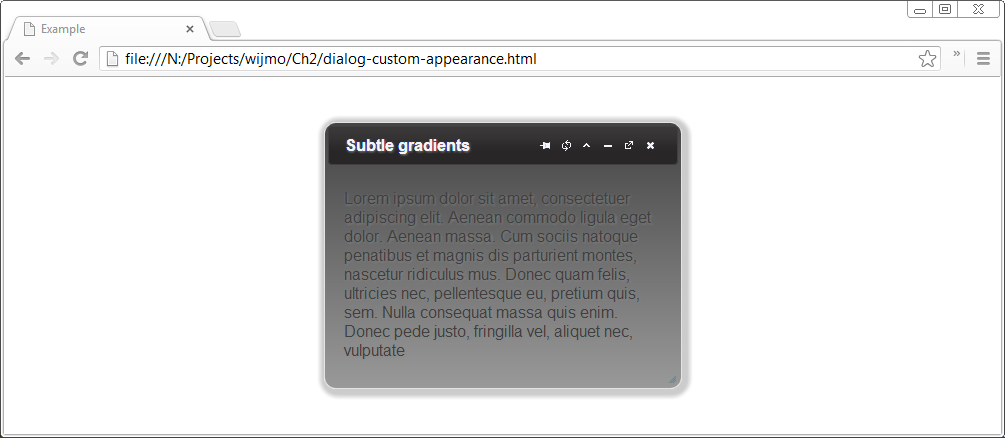 Example
file:///N:/Projects/wijmo/Ch2/dialog-custom-appearance.html
Subtle gradients
Lorem ipsum dolor sit amet, consectetuer
adipiscing elit. Aenean commodo ligula eget
dolor. Aenean massa. Cum sociis natoque
penatibus et magnis dis parturient montes,
nascetur ridiculus mus. Donec quam felis,
ultricies nec, pellentesque eu, pretium quis,
sem. Nulla consequat massa quis enim.
Donec pede justo, fringilla vel, aliquet nec,
vulputate